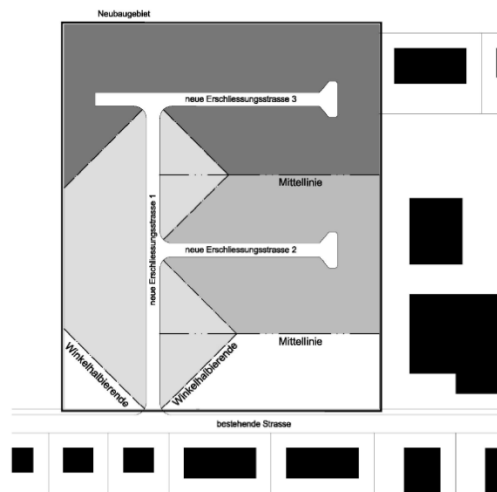 Neubaugebiet
neue Erschliessungsstrasse 3
Mittellinie
neue Erschliessungsstrasse 1
neue Erschliessungsstrasse 2
Mittellinie
Winkelhalbierende
Winkelhalbierende
bestehende Strasse